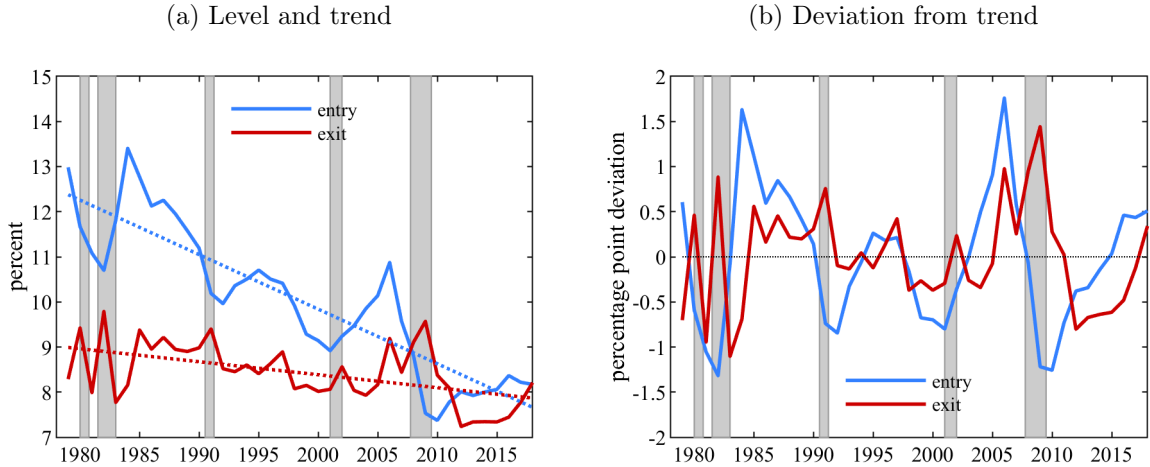 (a) Level and trend
percent
15
14
13
12
11
10
9
8
7
entry
exit
1980 1985 1990 1995 2000 2005 2010 2015
(b) Deviation from trend
percentage point deviation
2
1.5
1
0.5
0
-0.5
-1
-1.5
-2
entry
exit
1980 1985 1990 1995 2000 2005 2010 2015